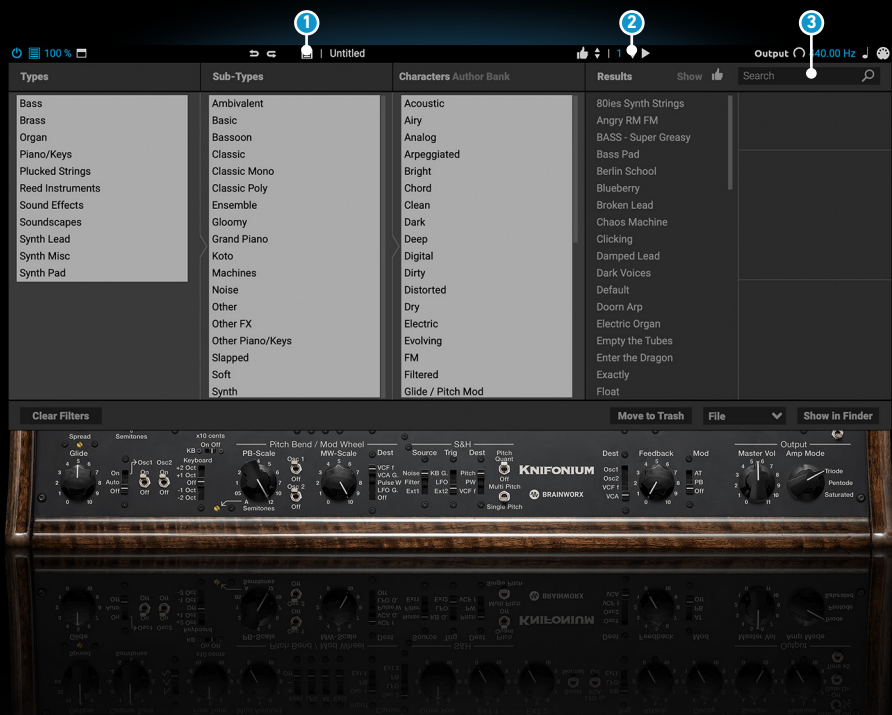 1 2 3
100 % | Untitled | 1 Output 440.00 Hz
Types Sub-Types Characters Author Bank Results Show Search
Bass
Brass
Organ
Piano/Keys
Plucked Strings
Reed Instruments
Sound Effects
Soundscapes
Synth Lead
Synth Misc
Synth Pad
Ambivalent
Basic
Bassoon
Classic
Classic Mono
Classic Poly
Ensemble
Gloomy
Grand Piano
Koto
Machines
Noise
Other
Other FX
Other Piano/Keys
Slapped
Soft
Synth
Acoustic
Airy
Analog
Arpeggiated
Bright
Chord
Clean
Dark
Deep
Digital
Dirty
Distorted
Dry
Electric
Evolving
FM
Filtered
Glide / Pitch Mod
80ies Synth Strings
Angry RM FM
BASS - Super Greasy
Bass Pad
Berlin School
Blueberry
Broken Lead
Chaos Machine
Clicking
Damped Lead
Dark Voices
Default
Doorn Arp
Electric Organ
Empty the Tubes
Enter the Dragon
Exactly
Float
Clear Filters Move to Trash File Show in Finder
Spread Semitones x10 cents
On Off
KB
Pitch Bend / Mod Wheel S&H Output
Glide Osc1 Osc2 Keyboard PB-Scale Osc 1 MW-Scale Dest Source Trig Dest Pitch Quant Feedback Mod Master Vol Amp Mode
On Auto Off
On On
Off Off
+2 Oct
+1 Oct
Off
-1 Oct
-2 Oct
Semitones
Off
Osc 2
Off
VCF f
VCA G.
Pulse W
LFO G.
Off
Noise
Filter
Ext1
KB G.
LFO
Ext2
Pitch
PW
VCF f
Off
Multi Pitch
Single Pitch
KNIFONIUM
BRAINWORX
Dest
Osc1
Osc2
VCF f
VCA
AT
PB
Off
Triode
Pentode
Saturated